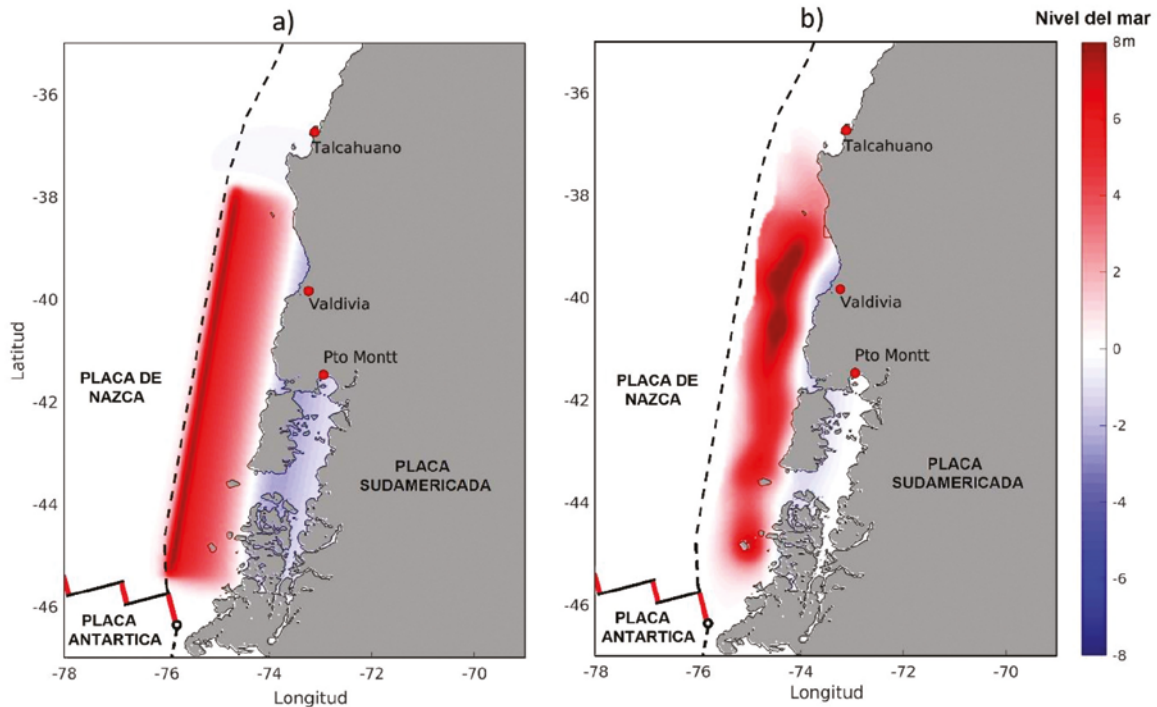 a)
b)
Nivel del mar
8m
6
4
2
0
-2
-4
-6
-8
Latitud
-36
-38
-40
-42
-44
-46
Talcahuano
Valdivia
Pto Montt
PLACA DE
NAZCA
PLACA
SUDAMERICADA
PLACA
ANTARTICA
-78
-76
-74
-72
-70
Longitud
-36
-38
-40
-42
-44
-46
Talcahuano
Valdivia
Pto Montt
PLACA DE
NAZCA
PLACA
SUDAMERICADA
PLACA
ANTARTICA
-78
-76
-74
-72
-70
Longitud